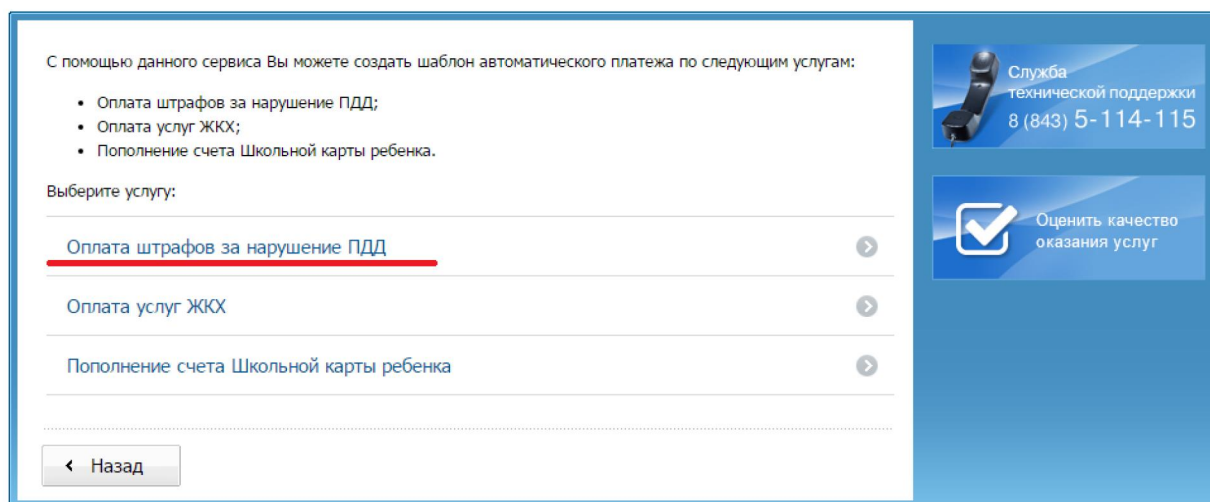 С помощью данного сервиса Вы можете создать шаблон автоматического платежа по следующим услугам:
• Оплата штрафов за нарушение ПДД;
• Оплата услуг ЖКХ;
• Пополнение счета Школьной карты ребенка.
Выберите услугу:
Оплата штрафов за нарушение ПДД
Оплата услуг ЖКХ
Пополнение счета Школьной карты ребенка
Назад
Служба
технической поддержки
8 (843) 5-114-115
Оценить качество
оказания услуг